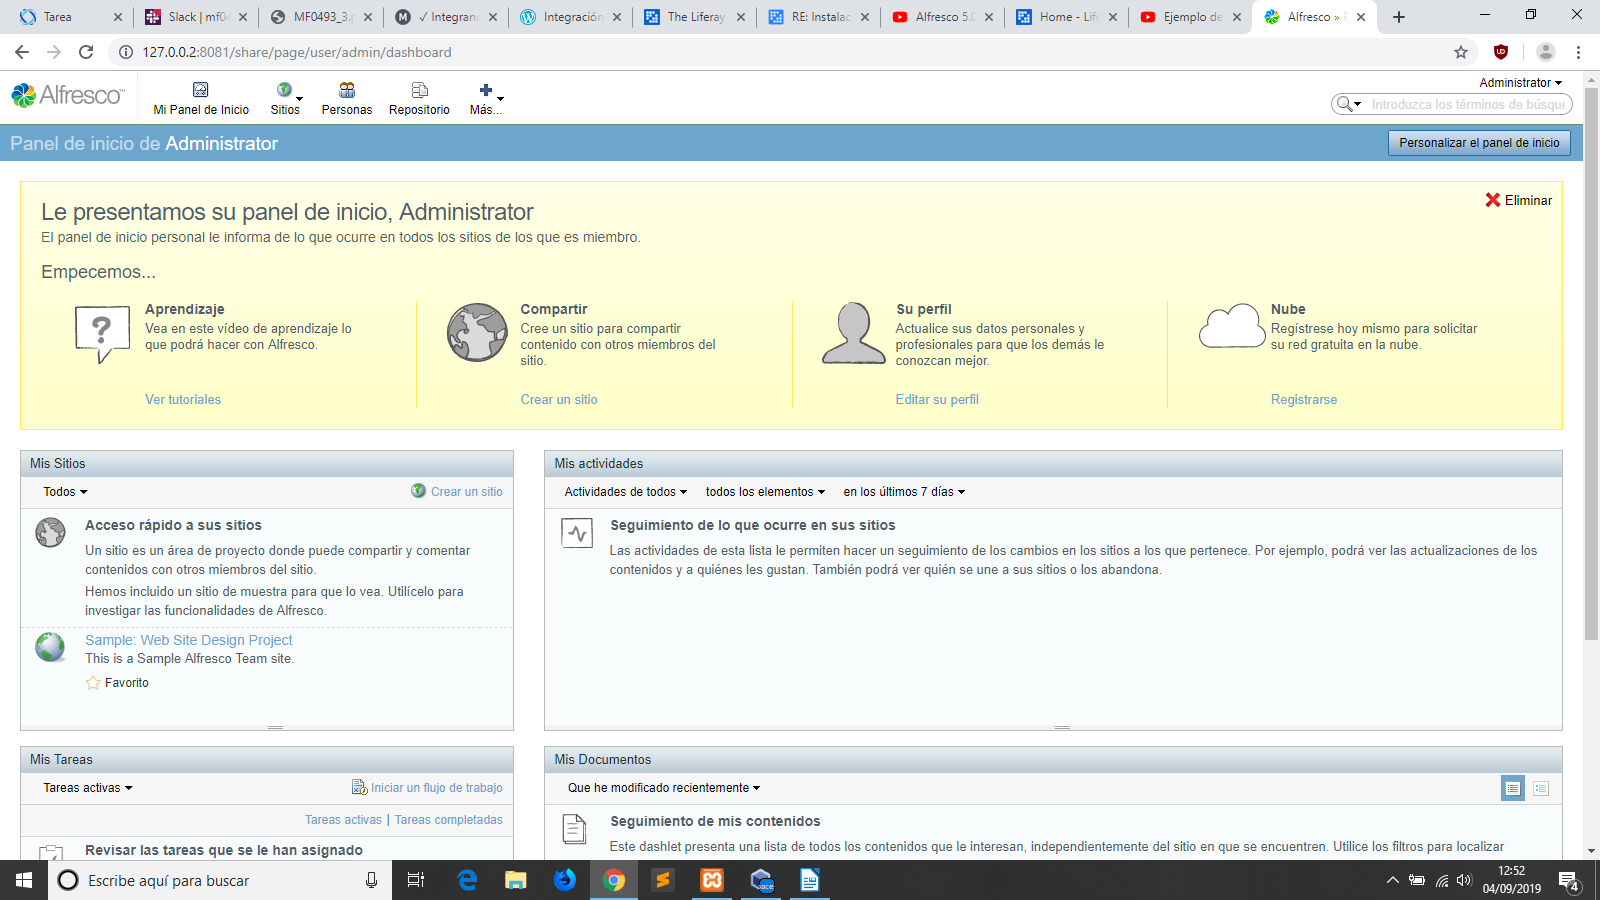 Tarea
Slack | mf04
MF0493_3.p
✓ Integranc
Integración
The Liferay
RE: Instalac
Alfresco 5.0
Home - Life
Ejemplo de
Alfresco »
127.0.0.2:8081/share/page/user/admin/dashboard
Alfresco™
Mi Panel de Inicio
Sitios
Personas
Repositorio
Más...
Administrator
Introduzca los términos de búsque
Panel de inicio de Administrator
Personalizar el panel de inicio
Le presentamos su panel de inicio, Administrator
Eliminar
El panel de inicio personal le informa de lo que ocurre en todos los sitios de los que es miembro.
Empecemos...
Aprendizaje
Vea en este vídeo de aprendizaje lo
que podrá hacer con Alfresco.
Ver tutoriales
Compartir
Cree un sitio para compartir
contenido con otros miembros del
sitio.
Crear un sitio
Su perfil
Actualice sus datos personales y
profesionales para que los demás le
conozcan mejor.
Editar su perfil
Nube
Regístrese hoy mismo para solicitar
su red gratuita en la nube.
Registrarse
Mis Sitios
Todos
Crear un sitio
Acceso rápido a sus sitios
Un sitio es un área de proyecto donde puede compartir y comentar
contenidos con otros miembros del sitio.
Hemos incluido un sitio de muestra para que lo vea. Utilícelo para
investigar las funcionalidades de Alfresco.
Sample: Web Site Design Project
This is a Sample Alfresco Team site.
Favorito
Mis actividades
Actividades de todos
todos los elementos
en los últimos 7 días
Seguimiento de lo que ocurre en sus sitios
Las actividades de esta lista le permiten hacer un seguimiento de los cambios en los sitios a los que pertenece. Por ejemplo, podrá ver las actualizaciones de los
contenidos y a quiénes les gustan. También podrá ver quién se une a sus sitios o los abandona.
Mis Tareas
Tareas activas
Iniciar un flujo de trabajo
Tareas activas | Tareas completadas
Revisar las tareas que se le han asignado
Mis Documentos
Que he modificado recientemente
Seguimiento de mis contenidos
Este dashlet presenta una lista de todos los contenidos que le interesan, independientemente del sitio en que se encuentren. Utilice los filtros para localizar
Escribe aquí para buscar
12:52
04/09/2019
4